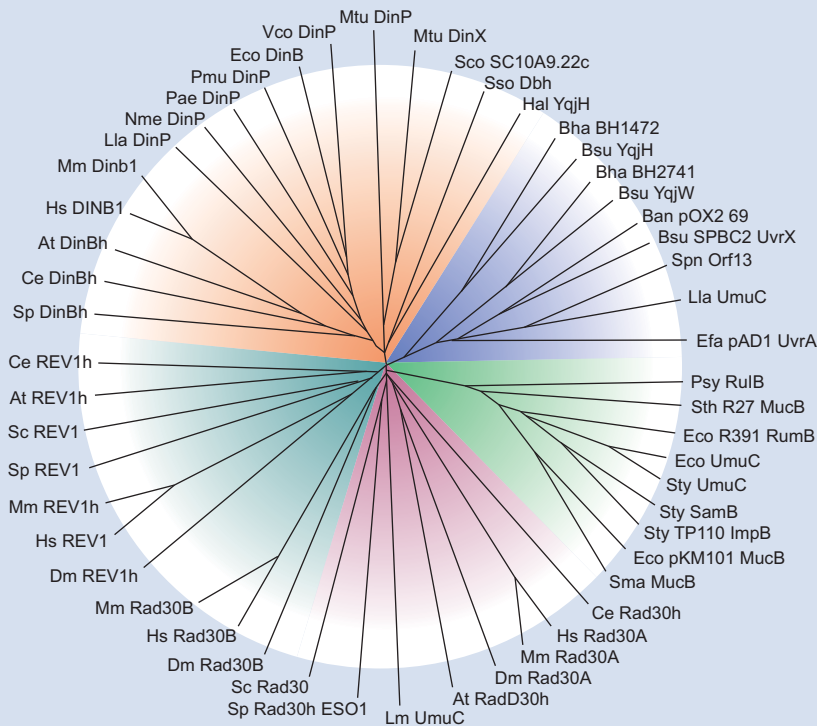 Mtu DinP
Mtu DinX
Sco SC10A9.22c
Sso Dbh
Hal YqjH
Bha BH1472
Bsu YqjH
Bha BH2741
Bsu YqjW
Ban pOX2 69
Bsu SPBC2 UvrX
Spn Orf13
Lla UmuC
Efa pAD1 UvrA
Psy RulB
Sth R27 MucB
Eco R391 RumB
Eco UmuC
Sty UmuC
Sty SamB
Sty TP110 ImpB
Eco pKM101 MucB
Sma MucB
Ce Rad30h
Hs Rad30A
Mm Rad30A
Dm Rad30A
At RadD30h
Lm UmuC
Sp Rad30h ESO1
Sc Rad30
Dm Rad30B
Hs Rad30B
Mm Rad30B
Dm REV1h
Hs REV1
Mm REV1h
Sp REV1
Sc REV1
At REV1h
Ce REV1h
Sp DinBh
Ce DinBh
At DinBh
Hs DINB1
Mm Dinb1
Lla DinP
Nme DinP
Pae DinP
Pmu DinP
Eco DinB
Vco DinP